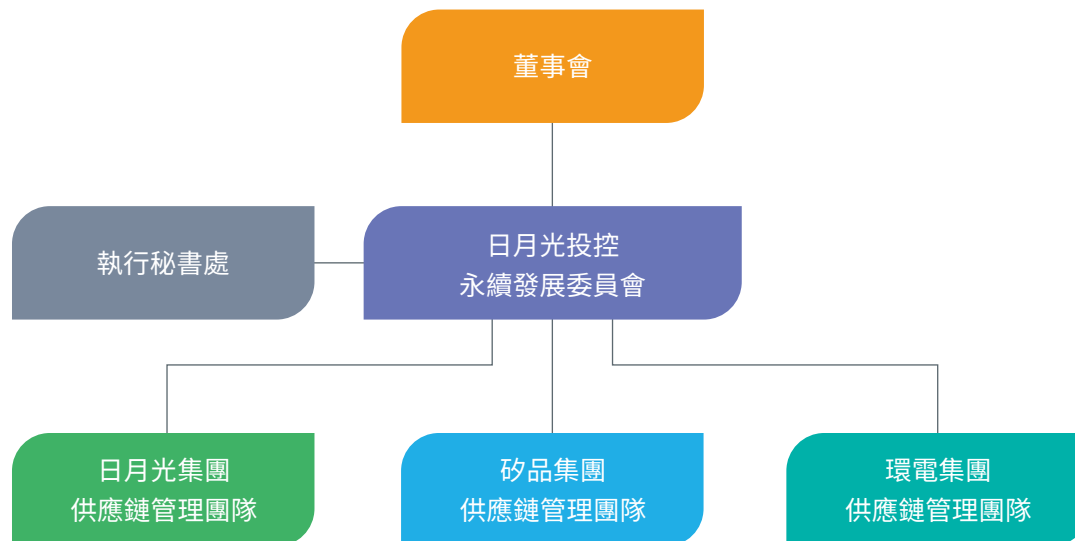 董事會
執行秘書處
日月光投控
永續發展委員會
日月光集團
供應鏈管理團隊
矽品集團
供應鏈管理團隊
環電集團
供應鏈管理團隊